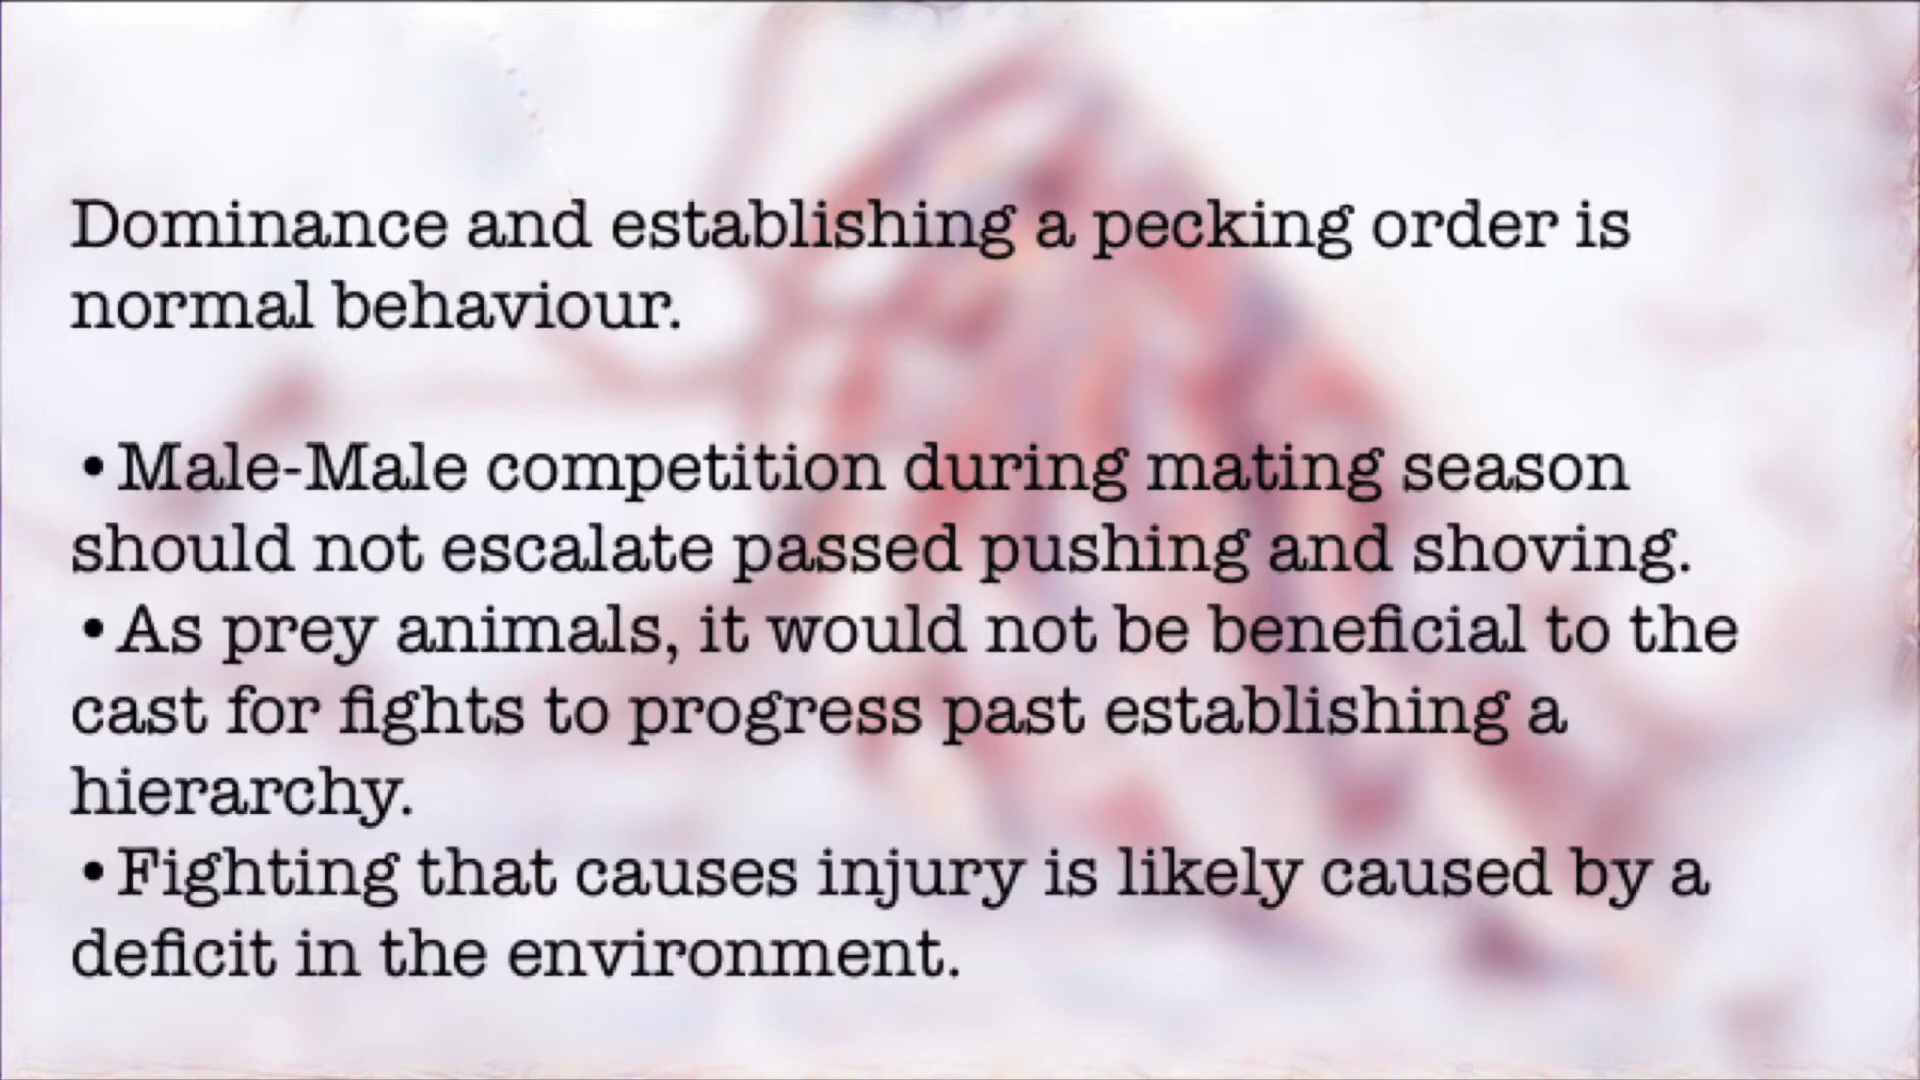 Dominance and establishing a pecking order is
normal behaviour.
•Male-Male competition during mating season
should not escalate passed pushing and shoving.
•As prey animals, it would not be beneficial to the
cast for fights to progress past establishing a
hierarchy.
•Fighting that causes injury is likely caused by a
deficit in the environment.